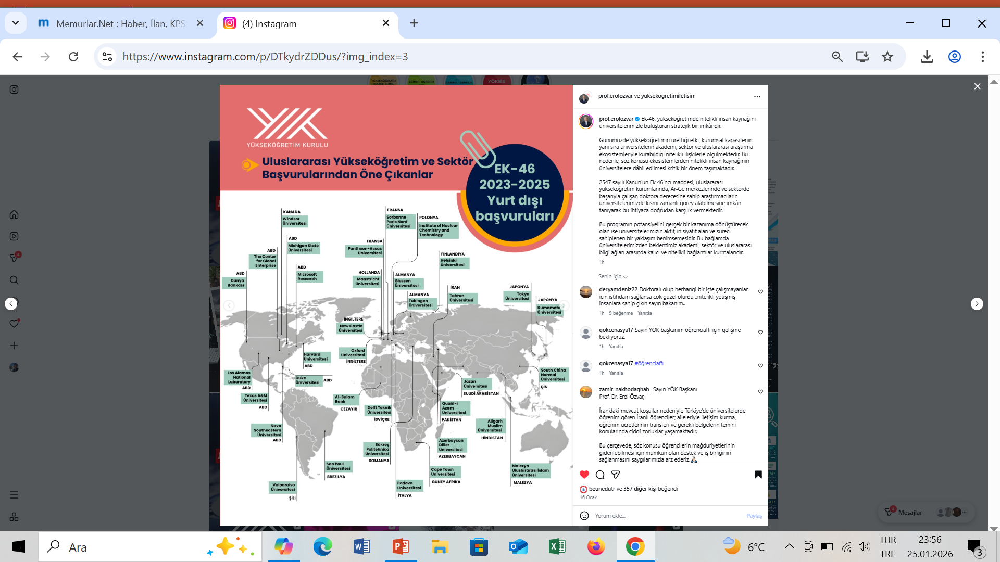 Memurlar.Net : Haber, İlan, KPS
(4) Instagram
https://www.instagram.com/p/DTkydrZDDus/?img_index=3
YÖKSİS
YÜKSEKÖĞRETİM KURULU
Uluslararası Yükseköğretim ve Sektör
Başvurularından Öne Çıkanlar
EK-46
2023-2025
Yurt dışı
başvuruları
KANADA
Windsor
Üniversitesi
ABD
Michigan State
Üniversitesi
ABD
The Center
for Global
Enterprise
ABD
Microsoft
Research
ABD
Dünya
Bankası
FRANSA
Sorbonne
Paris Nord
Üniversitesi
POLONYA
Institute of Nuclear
Chemistry and
Technology
FRANSA
Pantheon-Assas
Üniversitesi
FİNLANDİYA
Helsinki
Üniversitesi
HOLLANDA
Maastricht
Üniversitesi
ALMANYA
Giessen
Üniversitesi
ALMANYA
Tubingen
Üniversitesi
İRAN
Tahran
Üniversitesi
JAPONYA
Tokyo
Üniversitesi
JAPONYA
Kumamoto
Üniversitesi
İNGİLTERE
New Castle
Üniversitesi
Oxford
Üniversitesi
İNGİLTERE
Harvard
Üniversitesi
ABD
Los Alamos
National
Laboratory
ABD
Duke
Üniversitesi
ABD
Texas A&M
Üniversitesi
ABD
Nova
Southeastern
Üniversitesi
ABD
Al-Salam
Bank
CEZAYİR
Delft Teknik
Üniversitesi
İSVİÇRE
Jazan
Üniversitesi
SUUDİ ARABİSTAN
South China
Normal
Üniversitesi
ÇİN
Quaid-i
Azam
Üniversitesi
PAKİSTAN
Aligarh
Muslim
Üniversitesi
HİNDİSTAN
Bükreş
Politehnica
Üniversitesi
ROMANYA
Azerbaycan
Diller
Üniversitesi
AZERBAYCAN
San Poul
Üniversitesi
BREZİLYA
Cape Town
Üniversitesi
GÜNEY AFRİKA
Malezya
Uluslararası İslam
Üniversitesi
MALEZYA
Valparaiso
Üniversitesi
ŞİLİ
Padova
Üniversitesi
İTALYA
prof.erolozvar ve yuksekogretimiletisim
prof.erolozvar Ek-46, yükseköğretimde nitelikli insan kaynağını
üniversitelerimizle buluşturan stratejik bir imkândır.
Günümüzde yükseköğretimin ürettiği etki, kurumsal kapasitenin
yanı sıra üniversitelerin akademi, sektör ve uluslararası araştırma
ekosistemleriyle kurabildiği nitelikli ilişkilerle ölçülmektedir. Bu
nedenle, söz konusu ekosistemlerden nitelikli insan kaynağının
üniversitelere dâhil edilmesi kritik bir önem taşımaktadır.
2547 sayılı Kanun'un Ek-46'ncı maddesi, uluslararası
yükseköğretim kurumlarında, Ar-Ge merkezlerinde ve sektörde
başarıyla çalışan doktora derecesine sahip araştırmacıların
üniversitelerimizde kısmi zamanlı görev alabilmesine imkân
tanıyarak bu ihtiyaca doğrudan karşılık vermektedir.
Bu programın potansiyelini gerçek bir kazanıma dönüştürecek
olan ise üniversitelerimizin aktif, inisiyatif alan ve süreci
sahiplenen bir yaklaşım benimsemesidir. Bu bağlamda
üniversitelerimizden beklentimiz akademi, sektör ve uluslararası
bilgi ağları arasında kalıcı ve nitelikli bağlantılar kurmalarıdır.
1h
Senin için
deryamdeniz22 Doktoralı olup herhangi bir işte çalışmayanlar
icin istihdam sağlansa cok guzel olurdu ..nitelikli yetişmiş
insanlara sahip çıkın sayın bakanım..
1h 9 beğenme Yanıtla
gokcenasya17 Sayın YÖK başkanım öğrenciaffı için gelişme
bekliyoruz.
1h Yanıtla
gokcenasya17 #öğrenciaffı
1h Yanıtla
zamir_nakhodaghah_ Sayın YÖK Başkanı
Prof. Dr. Erol Özvar,
İran'daki mevcut koşullar nedeniyle Türkiye'de üniversitelerde
öğrenim gören İranlı öğrenciler; aileleriyle iletişim kurma,
öğrenim ücretlerinin transferi ve gerekli belgelerin temini
konularında ciddi zorluklar yaşamaktadır.
Bu çerçevede, söz konusu öğrencilerin mağduriyetlerinin
giderilebilmesi için mümkün olan destek ve iş birliğinin
sağlanmasını saygılarımızla arz ederiz.🙏🏻
beunedutr ve 357 diğer kişi beğendi
16 Ocak
Yorum ekle...
Paylaş
4
4
Mesajlar
Ara
6°C
TUR
TRF
23:56
25.01.2026
3